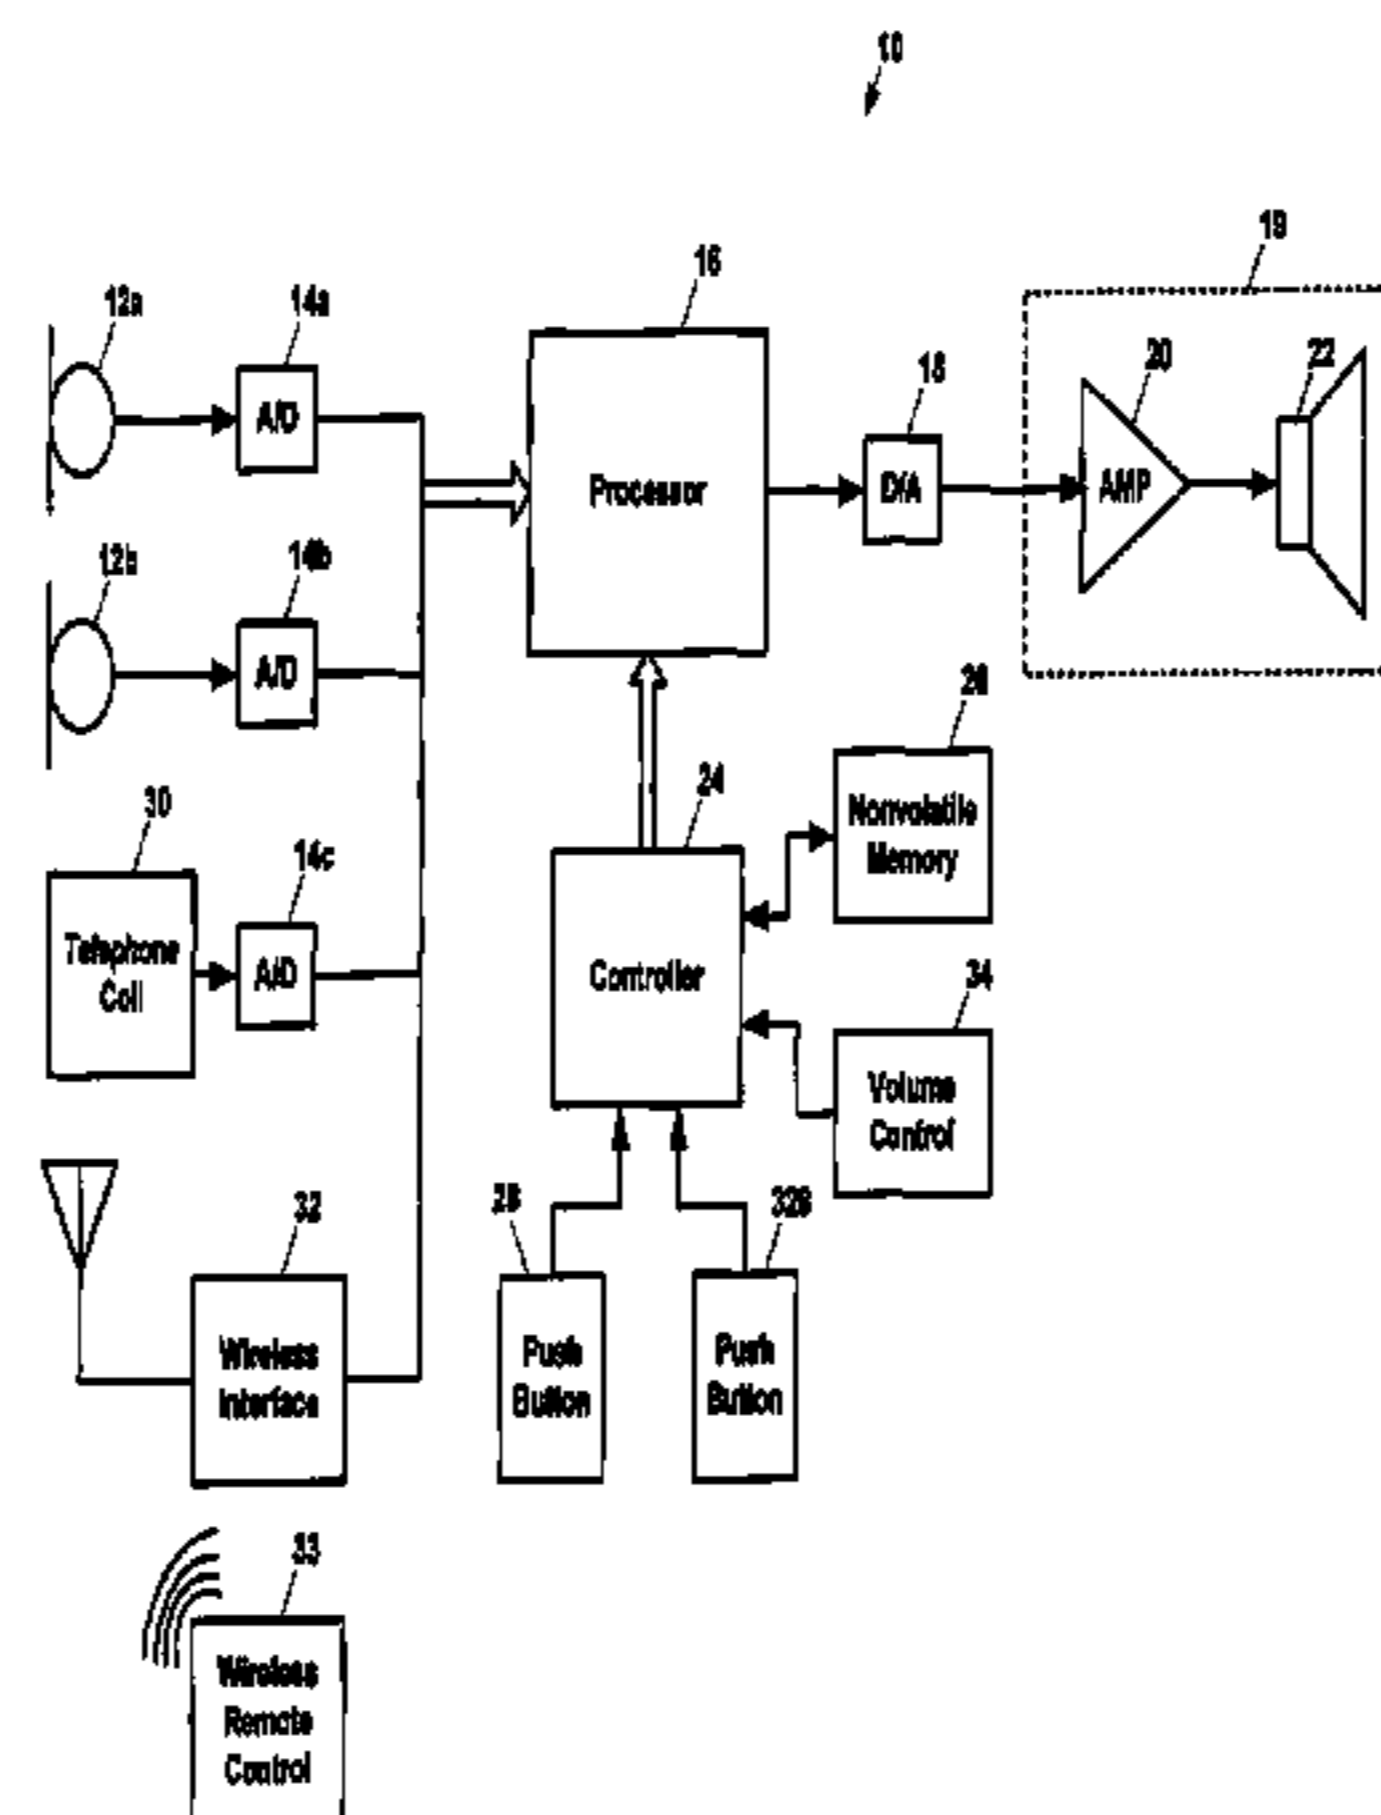 10
19
16
12a
14a
20
22
18
A/D
Processor
D/A
AMP
12b
14b
A/D
26
24
30
Nonvolatile
Memory
14c
Telephone
Coil
A/D
Controller
34
Volume
Control
32
28
Wireless
Interface
Push
Button
Push
Button
33
Wireless
Remote
Control